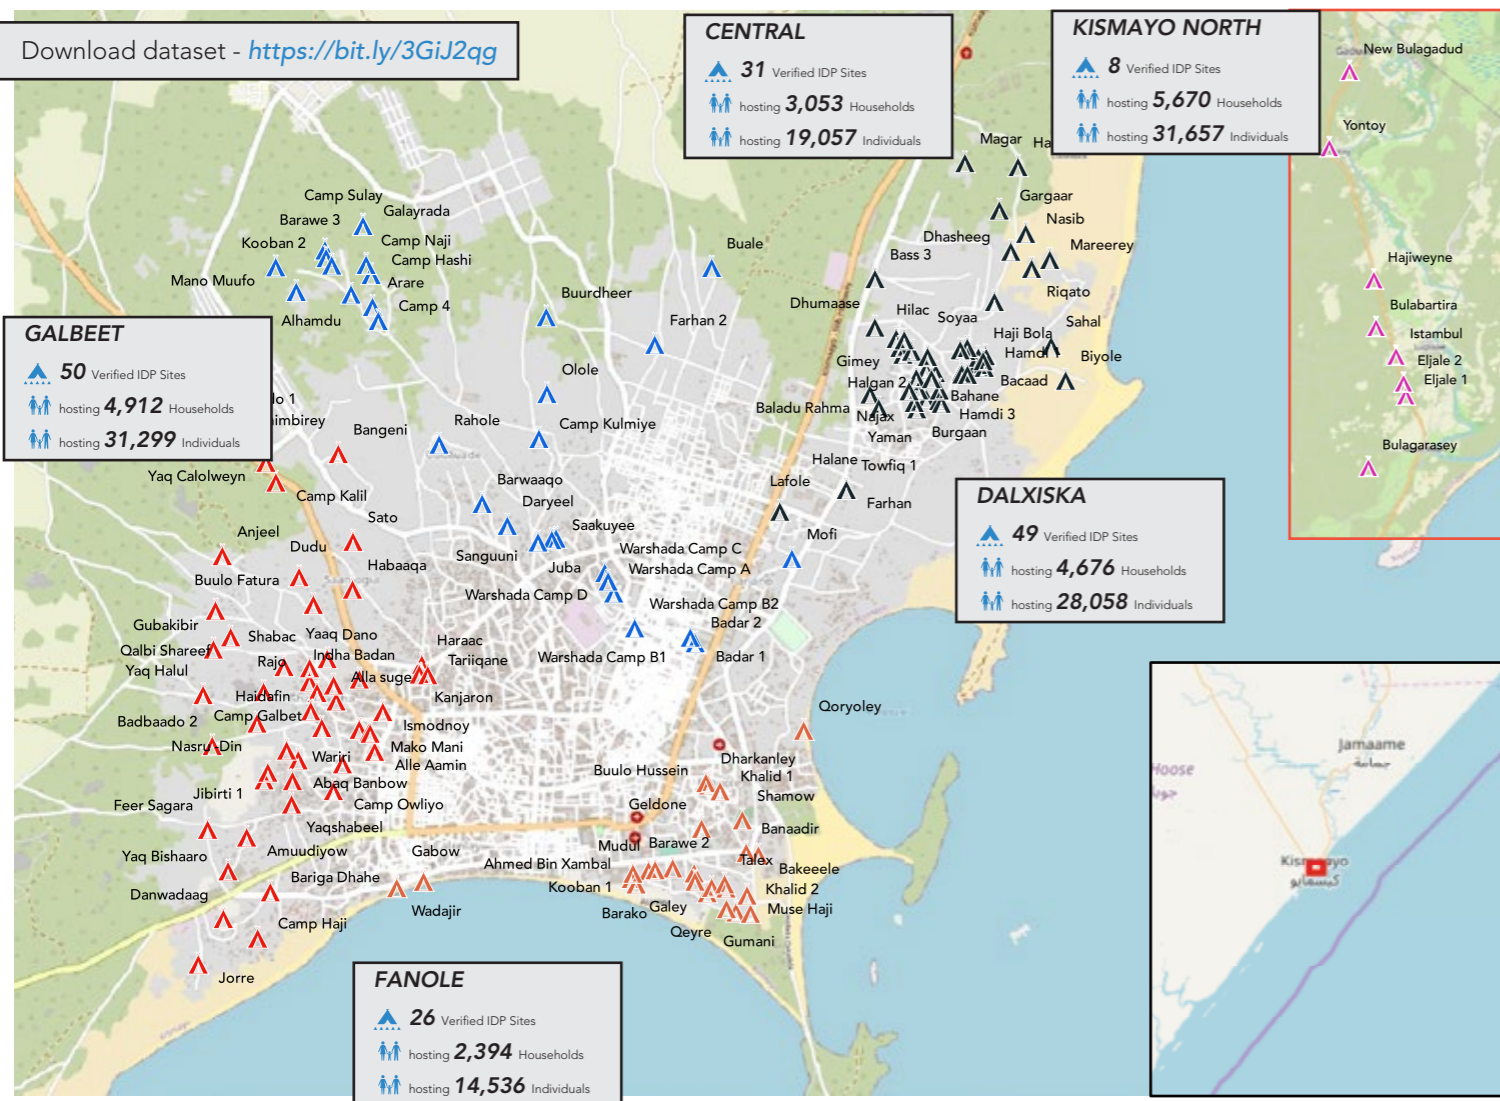 Download dataset - https://bit.ly/3GiJ2qg
CENTRAL
31 Verified IDP Sites
hosting 3,053 Households
hosting 19,057 Individuals
KISMAYO NORTH
8 Verified IDP Sites
hosting 5,670 Households
hosting 31,657 Individuals
New Bulagadud
Yontoy
Hajiweyne
Bulabartira
Istambul
Eljale 2
Eljale 1
Bulagarasey
Magar
Ha
Gargaar
Nasib
Dhasheeg
Mareerey
Bass 3
Riqato
Dhumaase
Hilac
Soyaa
Sahal
Haji Bola
Hamdi 1
Biyole
Gimey
Halgan 2
Bacaad
Bahane
Baladu Rahma
Najax
Hamdi 3
Yaman
Burgaan
Halane
Towfiq 1
Lafole
Farhan
Mofi
Camp Sulay
Galayrada
Barawe 3
Kooban 2
Camp Naji
Camp Hashi
Mano Muufo
Arare
Camp 4
Alhamdu
Buale
Buurdheer
Farhan 2
Olole
Rahole
Camp Kulmiye
Barwaaqo
Daryeel
Saakuyee
Sanguuni
Juba
Warshada Camp C
Warshada Camp A
Warshada Camp D
Warshada Camp B2
Badar 2
Warshada Camp B1
Badar 1
GALBEET
50 Verified IDP Sites
hosting 4,912 Households
hosting 31,299 Individuals
do 1
imbirey
Bangeni
Yaq Calolweyn
Camp Kalil
Sato
Anjeel
Dudu
Habaaqa
Buulo Fatura
Gubakibir
Shabac
Yaaq Dano
Haraac
Qalbi Shareef
Rajo
Indha Badan
Tariiqane
Yaq Halul
Alla suge
Haidafin
Kanjaron
Badbaado 2
Camp Galbet
Ismodnoy
Nasru-Din
Wariri
Mako Mani
Alle Aamin
Jibirti 1
Abaq Banbow
Feer Sagara
Camp Owliyo
Yaqshabeel
Yaq Bishaaro
Amuudiyow
Gabow
Bariga Dhahe
Danwadaag
Wadajir
Camp Haji
Jorre
DALXISKA
49 Verified IDP Sites
hosting 4,676 Households
hosting 28,058 Individuals
Qoryoley
Dharkanley
Buulo Hussein
Khalid 1
Shamow
Geldone
Banaadir
Mudul
Barawe 2
Ahmed Bin Xambal
Talex
Bakeeele
Kooban 1
Khalid 2
Barako
Galey
Muse Haji
Qeyre
Gumani
FANOLE
26 Verified IDP Sites
hosting 2,394 Households
hosting 14,536 Individuals
Jamaame
جمامة
Hoose
جوبا
Kismaayo
كيسمايو